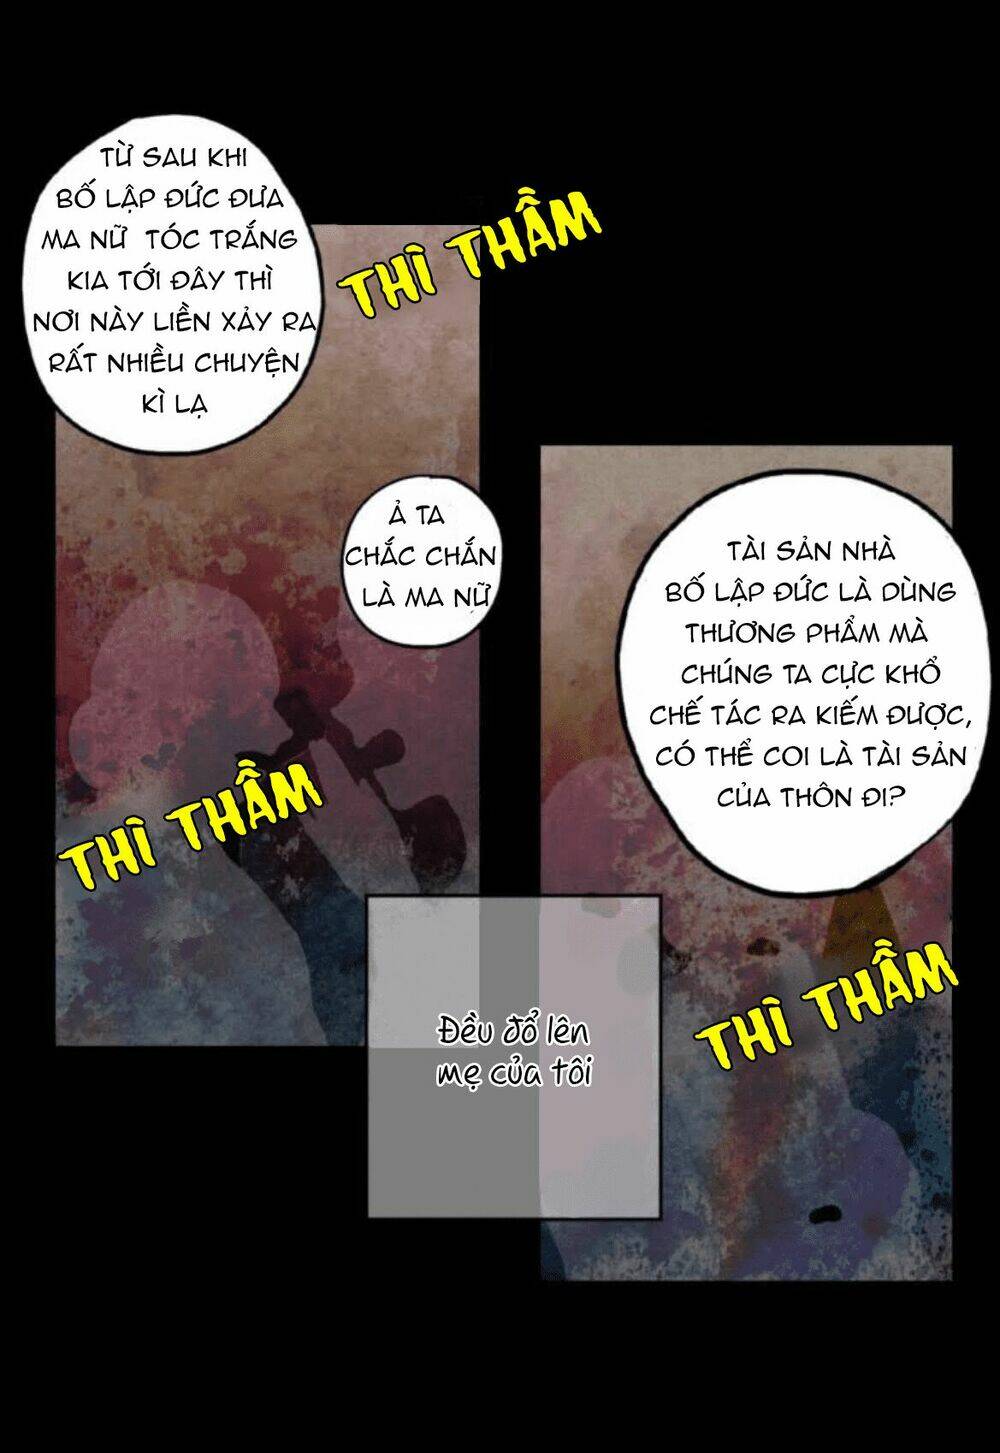 TỪ SAU KHI
BỐ LẬP ĐỨC ĐƯA
MA NỮ TÓC TRẮNG
KIA TỚI ĐÂY THÌ
NƠI NÀY LIỀN XẢY RA
RẤT NHIỀU CHUYỆN
KÌ LẠ
THÌ THẦM
Ả TA
CHẮC CHẮN
LÀ MA NỮ
THÌ THẦM
TÀI SẢN NHÀ
BỐ LẬP ĐỨC LÀ DÙNG
THƯƠNG PHẨM MÀ
CHÚNG TA CỰC KHỔ
CHẾ TÁC RA KIẾM ĐƯỢC,
CÓ THỂ COI LÀ TÀI SẢN
CỦA THÔN ĐI?
THÌ THẦM
Đều đổ lên
mẹ của tôi